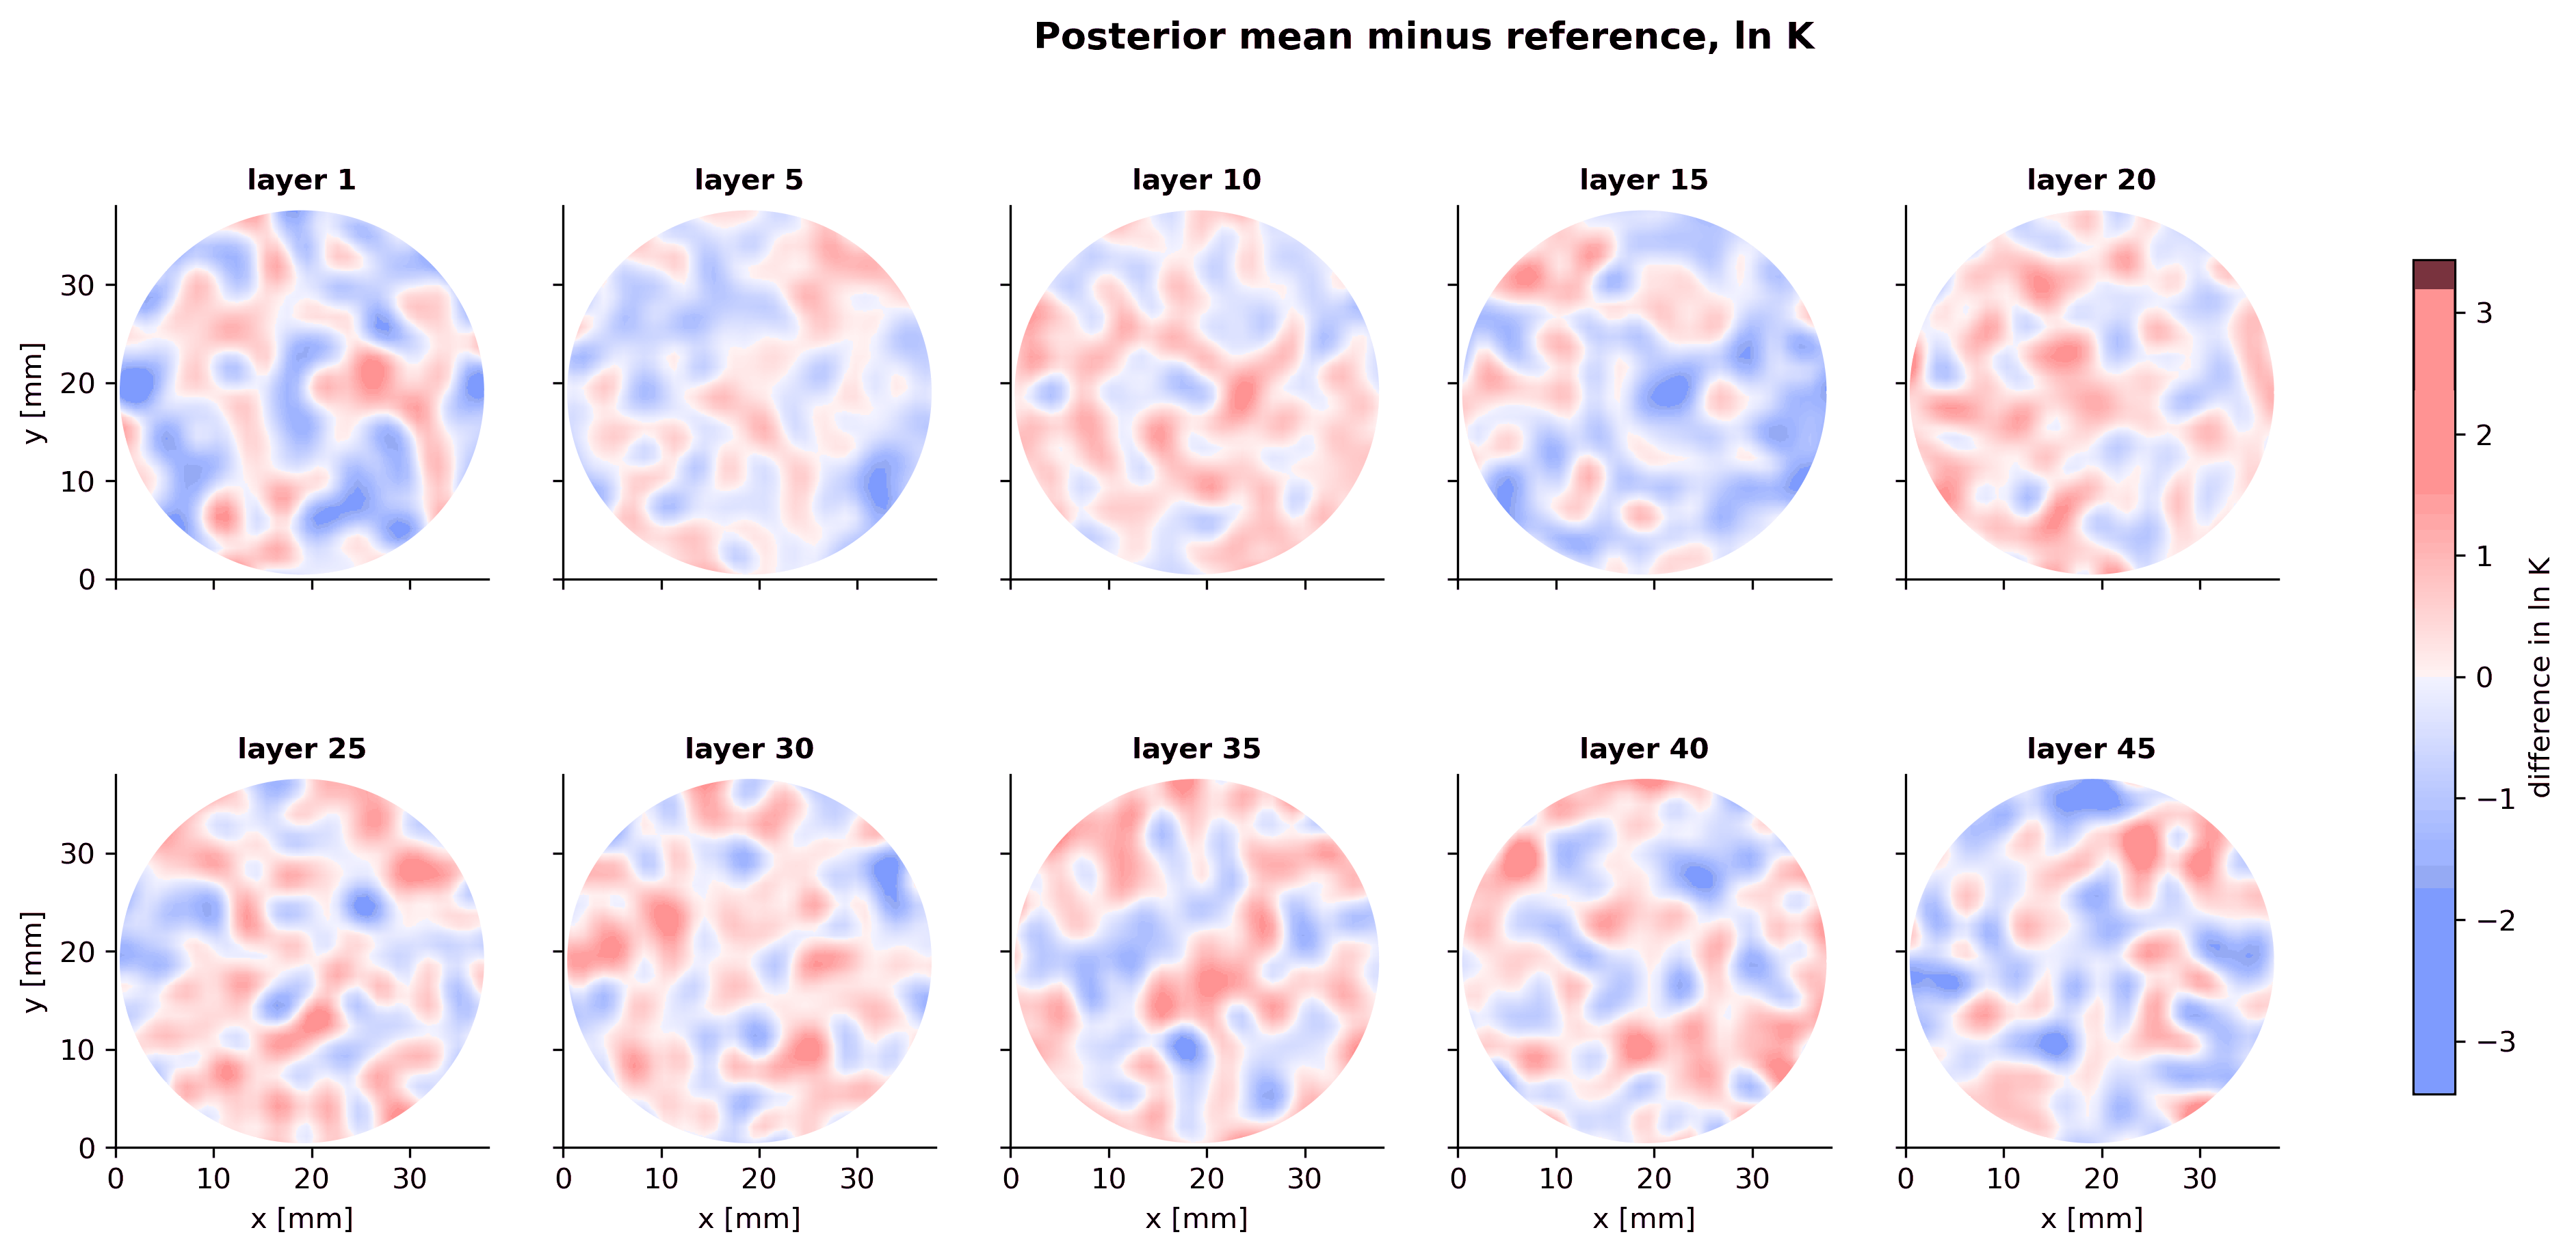 Posterior mean minus reference, ln K
layer 1
layer 5
layer 10
layer 15
layer 20
30
20
10
0
y [mm]
3
2
1
0
−1
−2
−3
difference in ln K
layer 25
layer 30
layer 35
layer 40
layer 45
30
20
10
0
y [mm]
0 10 20 30
0 10 20 30
0 10 20 30
0 10 20 30
0 10 20 30
x [mm]
x [mm]
x [mm]
x [mm]
x [mm]